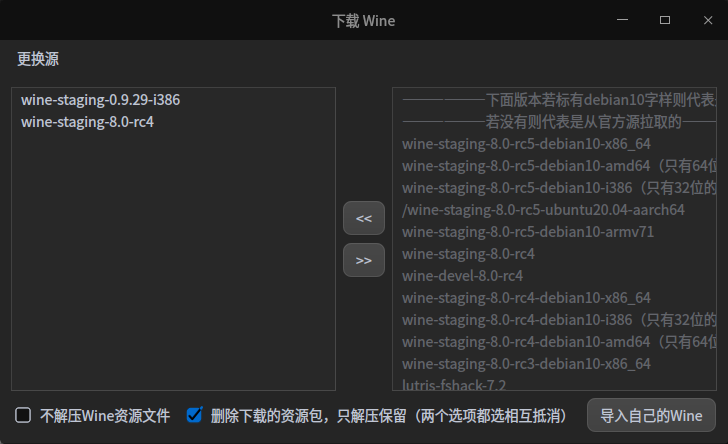 下载 Wine
更换源
wine-staging-0.9.29-i386
wine-staging-8.0-rc4
<<
>>
——————下面版本若标有debian10字样则代表
——————若没有则代表是从官方源拉取的——
wine-staging-8.0-rc5-debian10-x86_64
wine-staging-8.0-rc5-debian10-amd64（只有64位
wine-staging-8.0-rc5-debian10-i386（只有32位的
/wine-staging-8.0-rc5-ubuntu20.04-aarch64
wine-staging-8.0-rc5-debian10-armv71
wine-staging-8.0-rc4
wine-devel-8.0-rc4
wine-staging-8.0-rc4-debian10-x86_64
wine-staging-8.0-rc4-debian10-i386（只有32位的
wine-staging-8.0-rc4-debian10-amd64（只有64位
wine-staging-8.0-rc3-debian10-x86_64
lutris-fshack-7.2
不解压Wine资源文件
删除下载的资源包，只解压保留（两个选项都选相互抵消）
导入自己的Wine